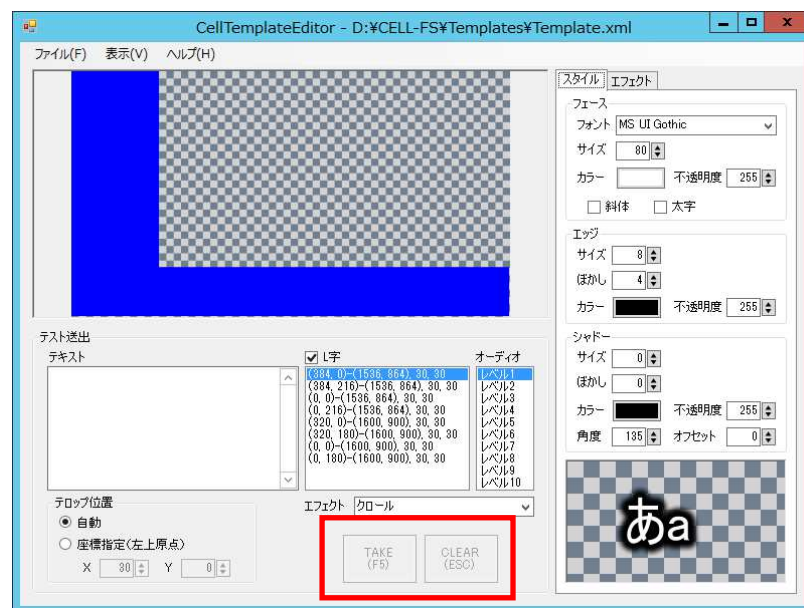 CellTemplateEditor - D:¥CELL-FS¥Templates¥Template.xml
ファイル(F) 表示(V) ヘルプ(H)
スタイル エフェクト
フェース
フォント MS UI Gothic
サイズ 80
カラー 不透明度 255
斜体 太字
エッジ
サイズ 8
ぼかし 4
カラー 不透明度 255
シャドー
サイズ 0
ぼかし 0
カラー 不透明度 255
角度 135 オフセット 0
あa
テスト送出
テキスト
L字
(384, 0)-(1536, 864), 30, 30
(384, 216)-(1536, 864), 30, 30
(0, 0)-(1536, 864), 30, 30
(0, 216)-(1536, 864), 30, 30
(320, 0)-(1600, 900), 30, 30
(320, 180)-(1600, 900), 30, 30
(0, 0)-(1600, 900), 30, 30
(0, 180)-(1600, 900), 30, 30
オーディオ
レベル1
レベル2
レベル3
レベル4
レベル5
レベル6
レベル7
レベル8
レベル9
レベル10
テロップ位置
自動
座標指定(左上原点)
X 30 Y 0
エフェクト クロール
TAKE
(F5)
CLEAR
(ESC)